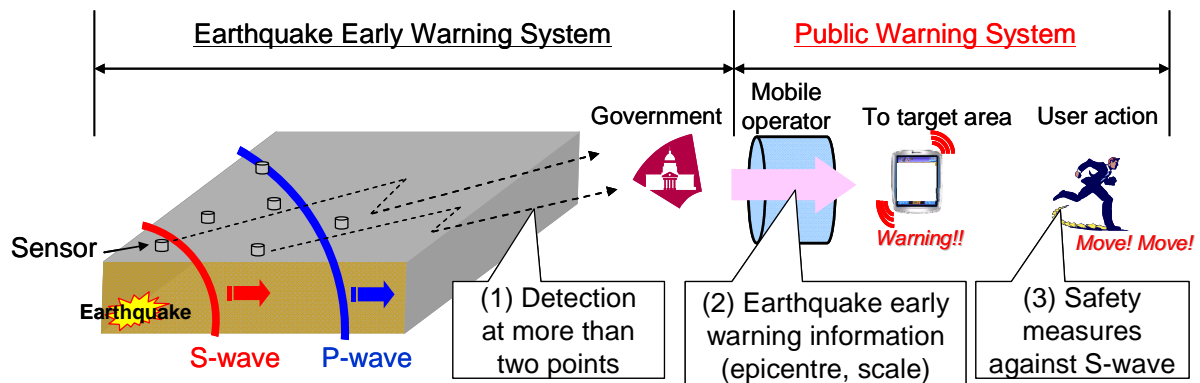 Earthquake Early Warning System
Public Warning System
Government
Mobile
operator
To target area
User action
Sensor
Earthquake
S-wave
P-wave
Warning!!
Move! Move!
(1) Detection
at more than
two points
(2) Earthquake early
warning information
(epicentre, scale)
(3) Safety
measures
against S-wave